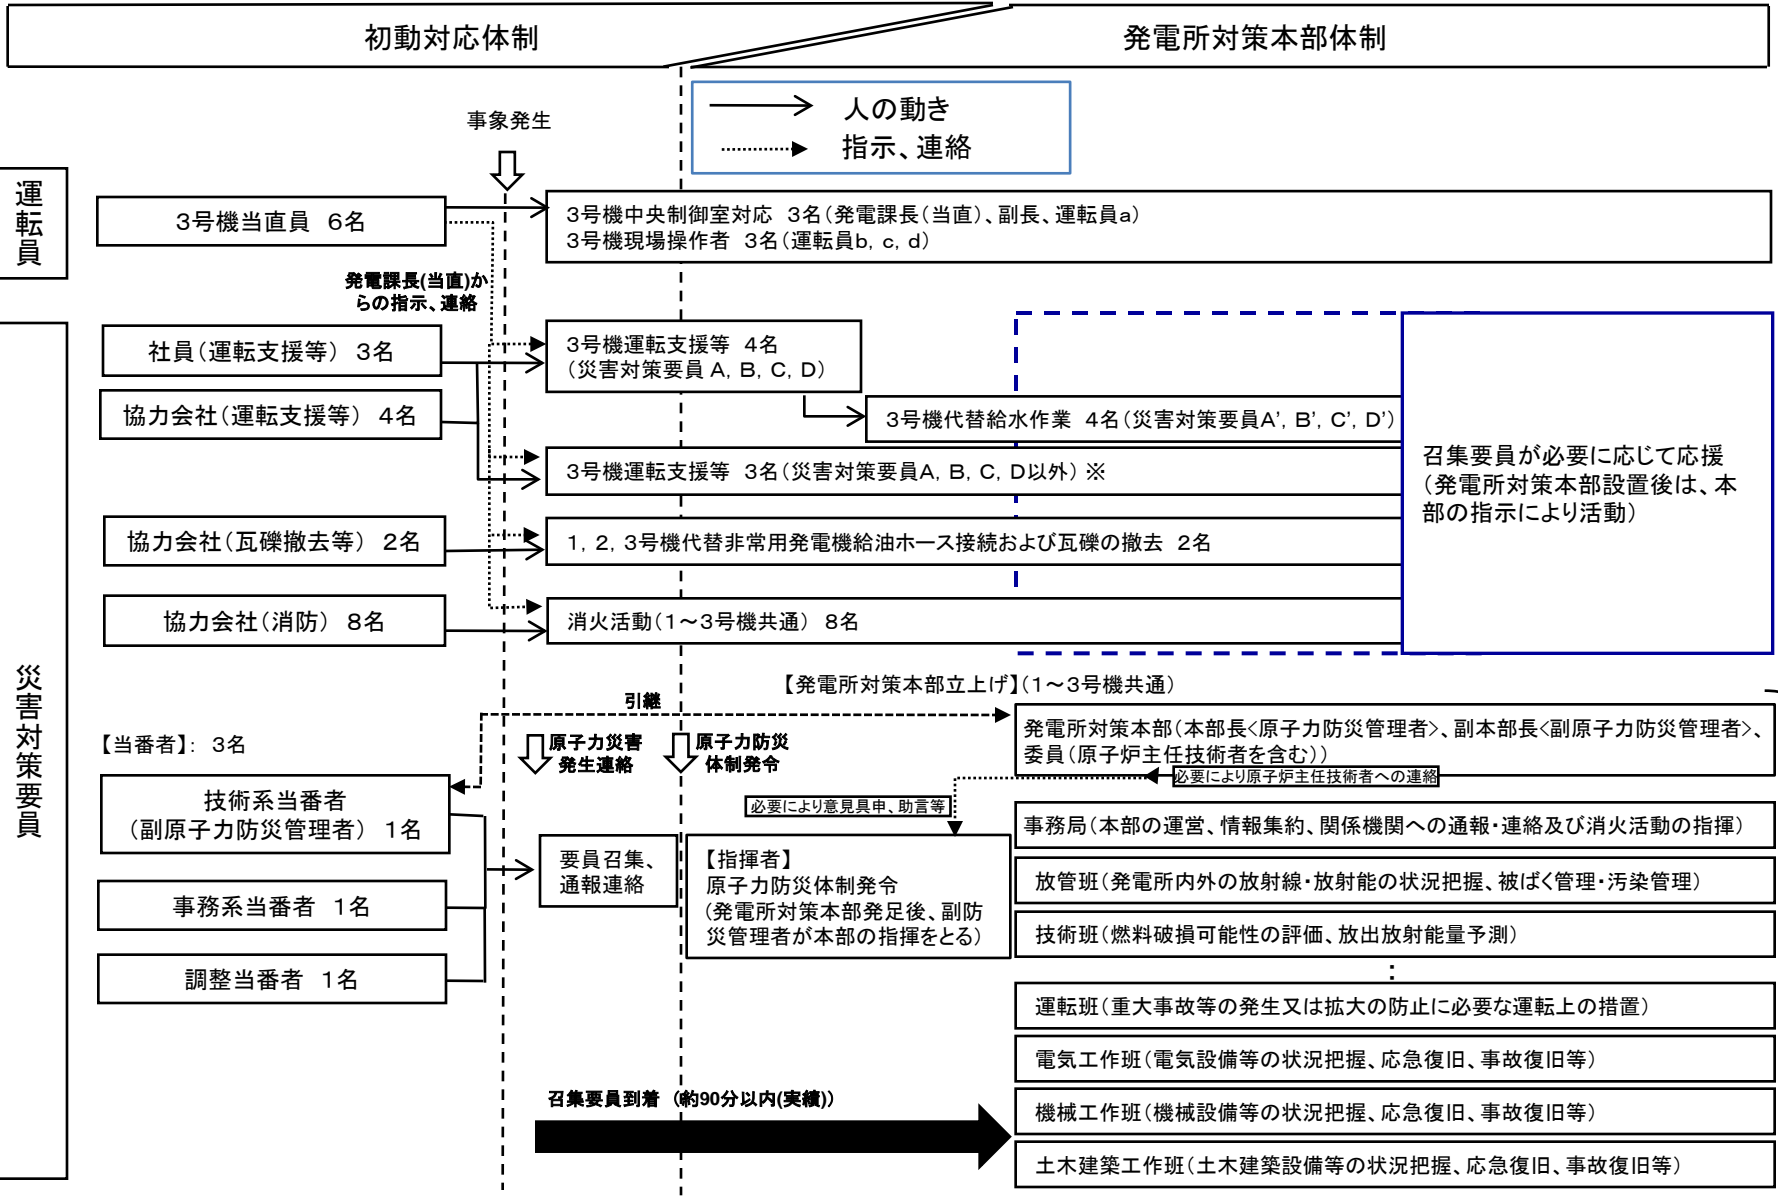 初動対応体制
発電所対策本部体制
人の動き
指示、連絡
事象発生
運転員
3号機当直員 6名
3号機中央制御室対応 3名(発電課長(当直)、副長、運転員a)
3号機現場操作者 3名(運転員b, c, d)
発電課長(当直)か
らの指示、連絡
災害対策要員
社員(運転支援等) 3名
3号機運転支援等 4名
(災害対策要員 A, B, C, D)
協力会社(運転支援等) 4名
3号機代替給水作業 4名(災害対策要員A’, B’, C’, D’)
3号機運転支援等 3名(災害対策要員A, B, C, D以外)※
召集要員が必要に応じて応援
(発電所対策本部設置後は、本
部の指示により活動)
協力会社(瓦礫撤去等) 2名
1, 2, 3号機代替非常用発電機給油ホース接続および瓦礫の撤去 2名
協力会社(消防) 8名
消火活動(1~3号機共通) 8名
【発電所対策本部立上げ】(1~3号機共通)
引継
【当番者】: 3名
原子力災害
発生連絡
原子力防災
体制発令
発電所対策本部(本部長<原子力防災管理者>、副本部長<副原子力防災管理者>、
委員(原子炉主任技術者を含む))
必要により原子炉主任技術者への連絡
必要により意見具申、助言等
技術系当番者
(副原子力防災管理者) 1名
事務系当番者 1名
調整当番者 1名
要員召集、
通報連絡
【指揮者】
原子力防災体制発令
(発電所対策本部発足後、副防
災管理者が本部の指揮をとる)
事務局(本部の運営、情報集約、関係機関への通報・連絡及び消火活動の指揮)
放管班(発電所内外の放射線・放射能の状況把握、被ばく管理・汚染管理)
技術班(燃料破損可能性の評価、放出放射能量予測)
:
運転班(重大事故等の発生又は拡大の防止に必要な運転上の措置)
電気工作班(電気設備等の状況把握、応急復旧、事故復旧等)
機械工作班(機械設備等の状況把握、応急復旧、事故復旧等)
土木建築工作班(土木建築設備等の状況把握、応急復旧、事故復旧等)
召集要員到着 (約90分以内(実績))